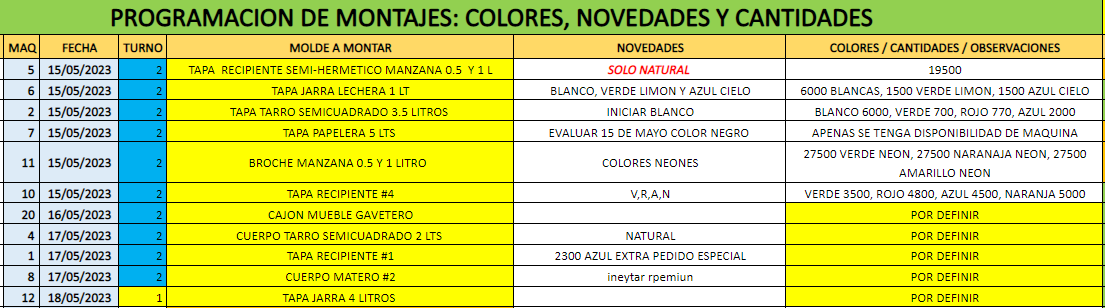 PROGRAMACION DE MONTAJES: COLORES, NOVEDADES Y CANTIDADES
MAQ FECHA TURNO MOLDE A MONTAR NOVEDADES COLORES / CANTIDADES / OBSERVACIONES
5 15/05/2023 2 TAPA RECIPIENTE SEMI-HERMETICO MANZANA 0.5 Y 1 L SOLO NATURAL 19500
6 15/05/2023 2 TAPA JARRA LECHERA 1 LT BLANCO, VERDE LIMON Y AZUL CIELO 6000 BLANCAS, 1500 VERDE LIMON, 1500 AZUL CIELO
2 15/05/2023 2 TAPA TARRO SEMICUADRADO 3.5 LITROS INICIAR BLANCO BLANCO 6000, VERDE 700, ROJO 770, AZUL 2000
7 15/05/2023 2 TAPA PAPELERA 5 LTS EVALUAR 15 DE MAYO COLOR NEGRO APENAS SE TENGA DISPONIBILIDAD DE MAQUINA
11 15/05/2023 2 BROCHE MANZANA 0.5 Y 1 LITRO COLORES NEONES 27500 VERDE NEON, 27500 NARANAJA NEON, 27500
AMARILLO NEON
10 15/05/2023 2 TAPA RECIPIENTE #4 V,R,A,N VERDE 3500, ROJO 4800, AZUL 4500, NARANJA 5000
20 16/05/2023 2 CAJON MUEBLE GAVETERO POR DEFINIR
4 17/05/2023 2 CUERPO TARRO SEMICUADRADO 2 LTS NATURAL POR DEFINIR
1 17/05/2023 2 TAPA RECIPIENTE #1 2300 AZUL EXTRA PEDIDO ESPECIAL POR DEFINIR
8 17/05/2023 2 CUERPO MATERO #2 ineytar rpemiun POR DEFINIR
12 18/05/2023 1 TAPA JARRA 4 LITROS POR DEFINIR